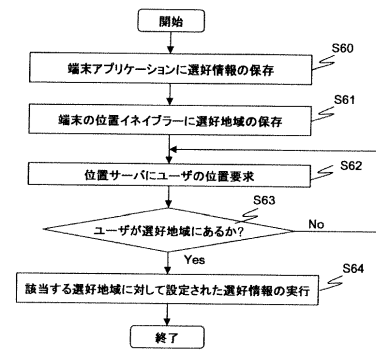 開始
S60
端末アプリケーションに選好情報の保存
S61
端末の位置イネイブラーに選好地域の保存
S62
位置サーバにユーザの位置要求
S63
ユーザが選好地域にあるか?
No
Yes
S64
該当する選好地域に対して設定された選好情報の実行
終了